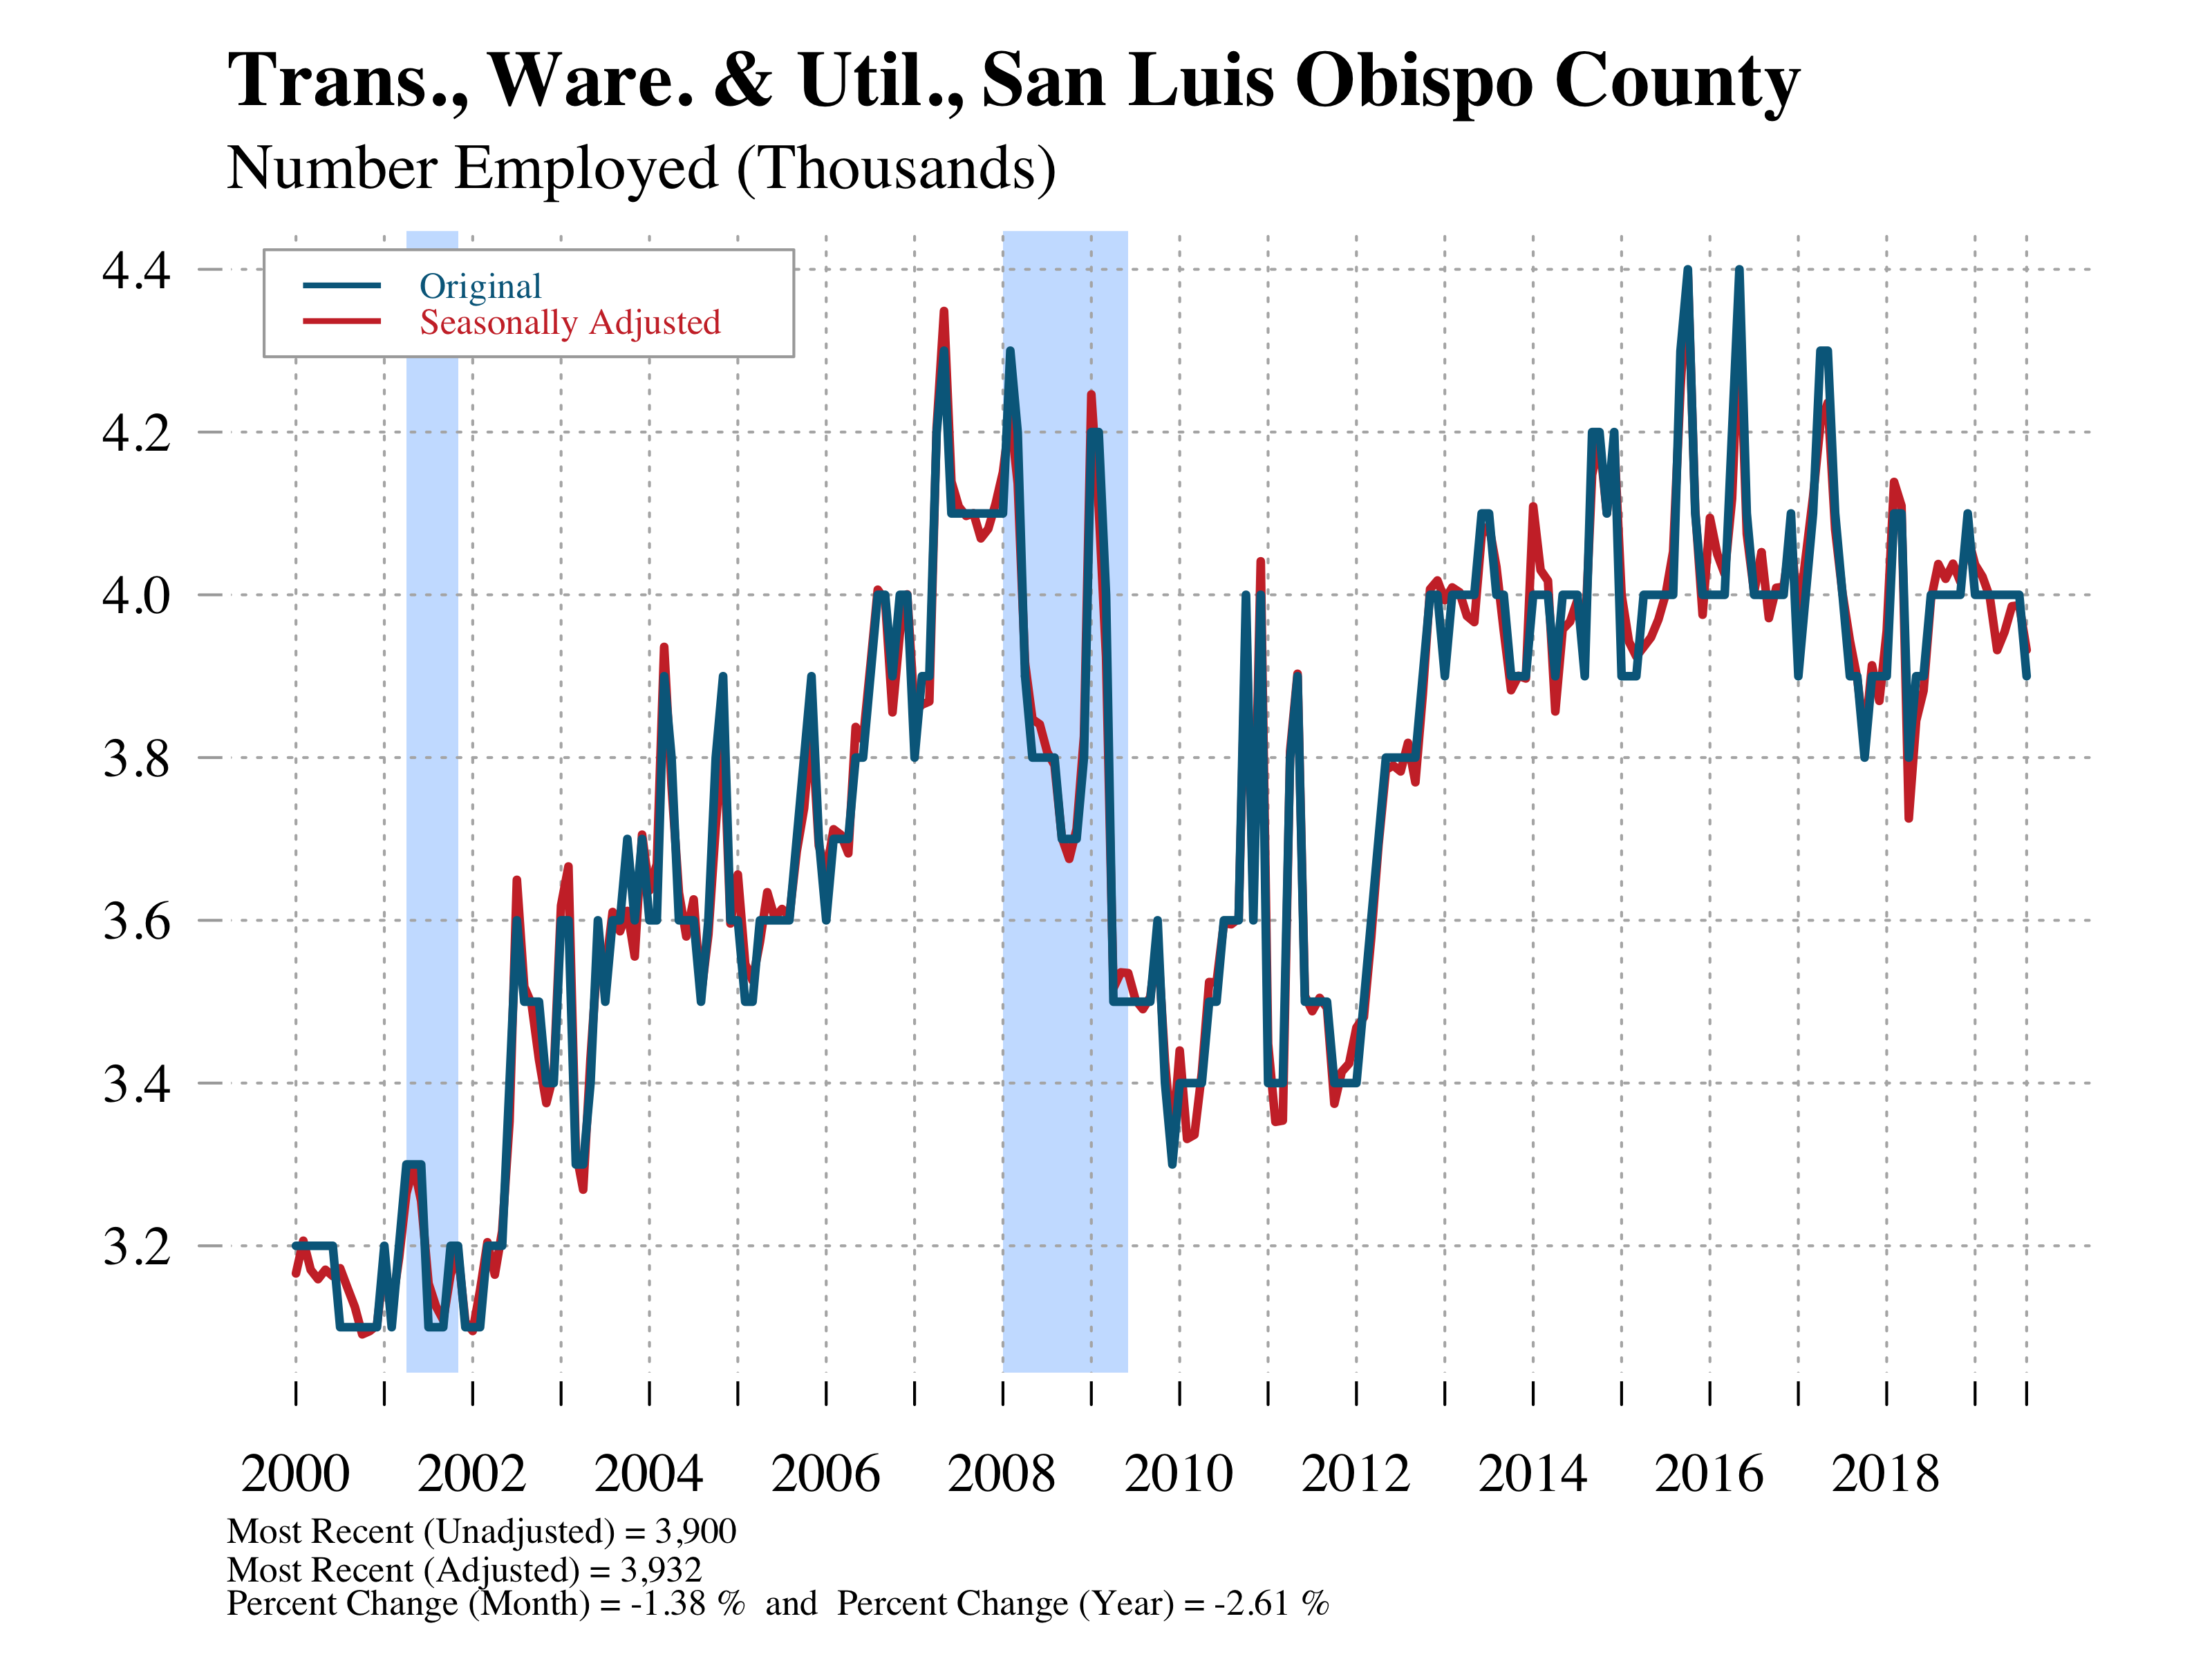 Trans., Ware. & Util., San Luis Obispo County
Number Employed (Thousands)
Original
Seasonally Adjusted
4.4
4.2
4.0
3.8
3.6
3.4
3.2
2000 2002 2004 2006 2008 2010 2012 2014 2016 2018
Most Recent (Unadjusted) = 3,900
Most Recent (Adjusted) = 3,932
Percent Change (Month) = -1.38 % and Percent Change (Year) = -2.61 %